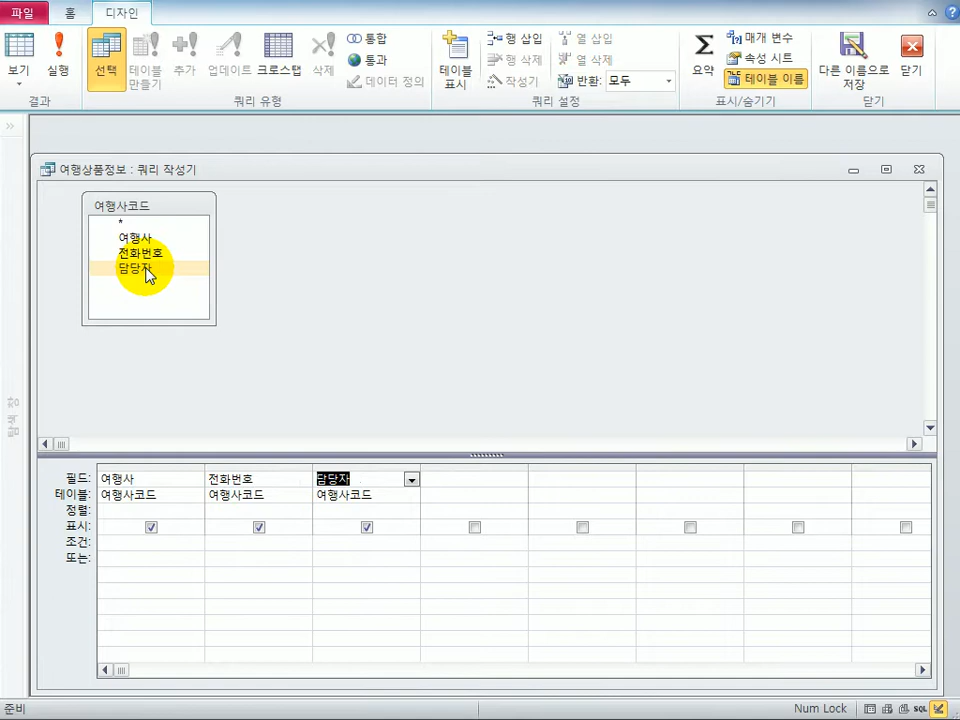 파일 홈 디자인
보기 실행 선택 테이블 만들기 추가 업데이트 크로스탭 삭제 통합 통과 데이터 정의 테이블 표시 행 삽입 행 삭제 작성기 열 삽입 열 삭제 반환: 모두 요약 매개 변수 속성 시트 테이블 이름 다른 이름으로 저장 닫기
결과 쿼리 유형 쿼리 설정 표시/숨기기 닫기
여행상품정보 : 쿼리 작성기
여행사코드
*
여행사
전화번호
담당자
탐색 창
필드: 여행사 전화번호 담당자
테이블: 여행사코드 여행사코드 여행사코드
정렬:
표시:
조건:
또는:
준비 Num Lock SQL